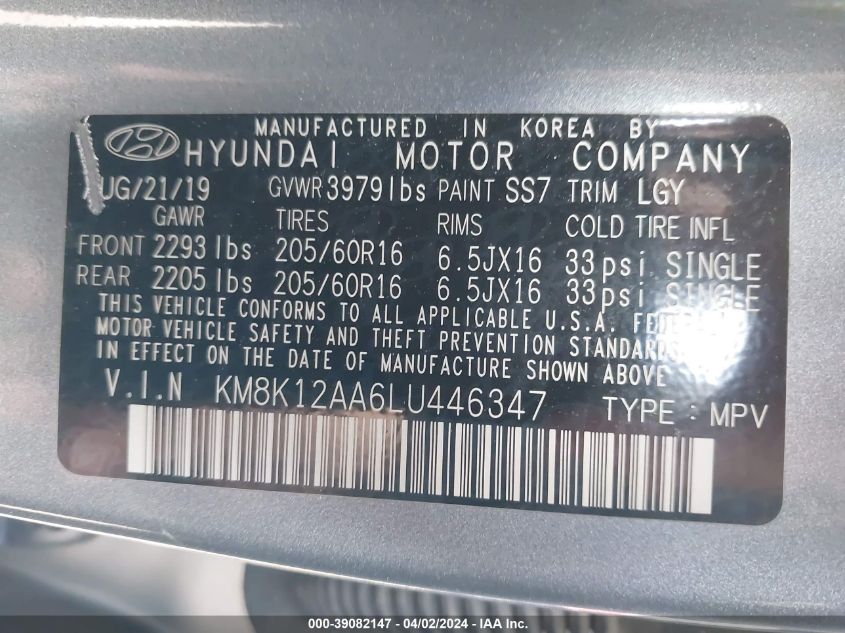 MANUFACTURED IN KOREA BY
HYUNDAI MOTOR COMPANY
UG/21/19 GVWR 3979lbs PAINT SS7 TRIM LGY
GAWR TIRES RIMS COLD TIRE INFL
FRONT 2293 lbs 205/60R16 6.5JX16 33psi SINGLE
REAR 2205 lbs 205/60R16 6.5JX16 33psi SINGLE
THIS VEHICLE CONFORMS TO ALL APPLICABLE U.S.A.
MOTOR VEHICLE SAFETY AND THEFT PREVENTION STANDARDS
IN EFFECT ON THE DATE OF MANUFACTURE SHOWN ABOVE.
V.I.N KM8K12AA6LU446347 TYPE : MPV
000-39082147 - 04/02/2024 - IAA Inc.